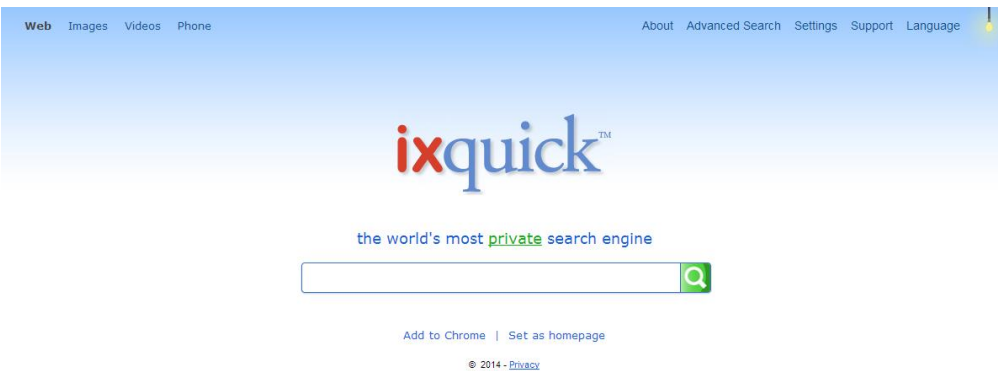 Web Images Videos Phone About Advanced Search Settings Support Language
ixquick™
the world's most private search engine
Add to Chrome | Set as homepage
© 2014 - Privacy